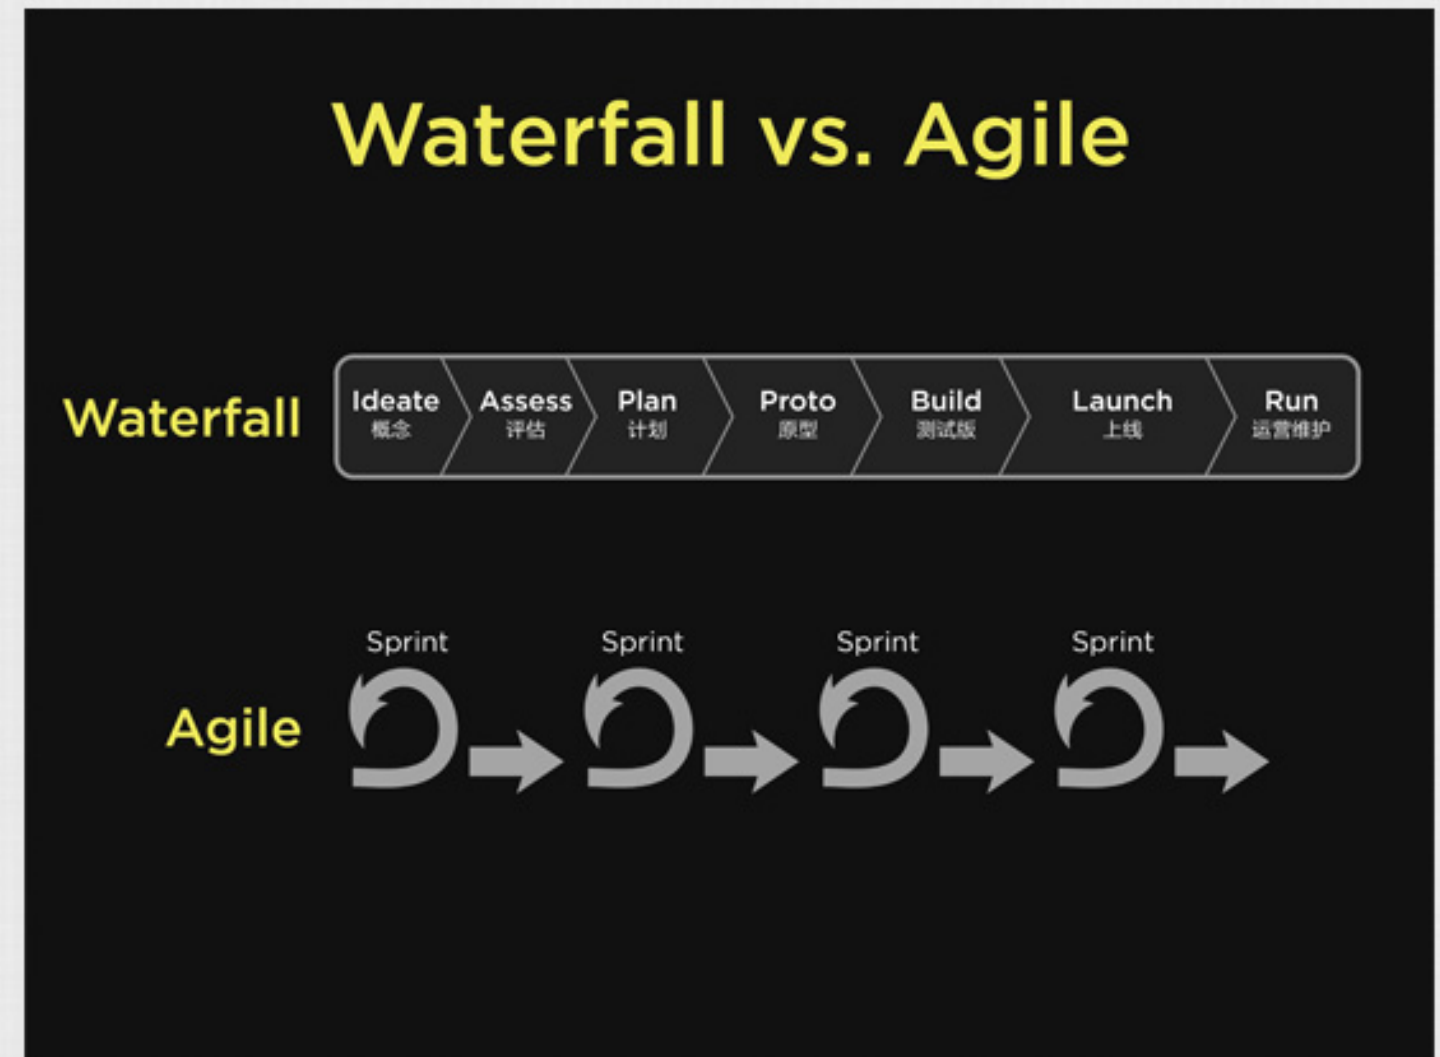 Waterfall vs. Agile
Waterfall
Ideate Assess Plan Proto Build Launch Run
概念 评估 计划 原型 测试版 上线 运营维护
Sprint Sprint Sprint Sprint
Agile